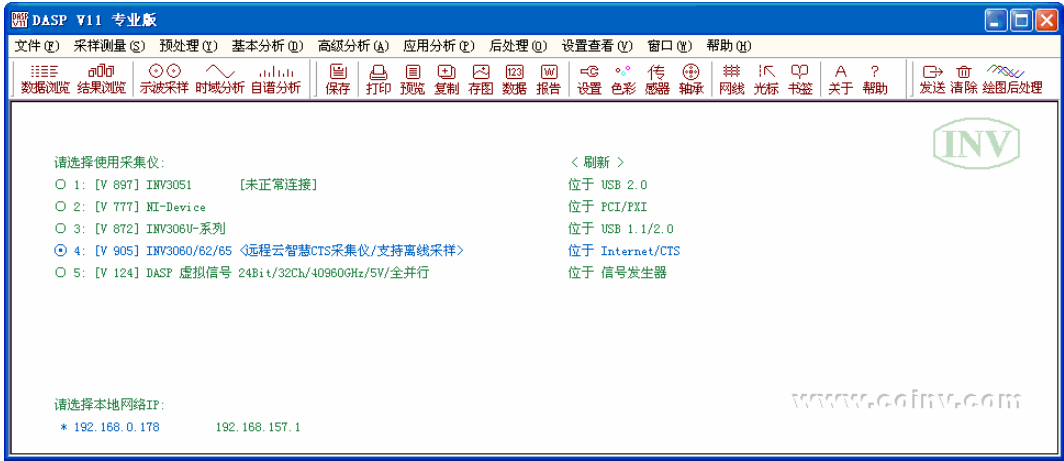 DASP V11 专业版
文件(F) 采样测量(S) 预处理(Y) 基本分析(D) 高级分析(A) 应用分析(P) 后处理(O) 设置查看(V) 窗口(W) 帮助(H)
123 W A ?
数据浏览 结果浏览 示波采样 时域分析 自谱分析 保存 打印 预览 复制 存图 数据 报告 设置 色彩 感器 轴承 网线 光标 书签 关于 帮助 发送 清除 绘图后处理
INV
请选择使用采集仪: < 刷新 >
1: [V 897] INV3051 [未正常连接] 位于 USB 2.0
2: [V 777] NI-Device 位于 PCI/PXI
3: [V 872] INV306U-系列 位于 USB 1.1/2.0
4: [V 905] INV3060/62/65 <远程云智慧CTS采集仪/支持离线采样> 位于 Internet/CTS
5: [V 124] DASP 虚拟信号 24Bit/32Ch/40960GHz/5V/全并行 位于 信号发生器
请选择本地网络IP: www.coinv.com
* 192.168.0.178 192.168.157.1